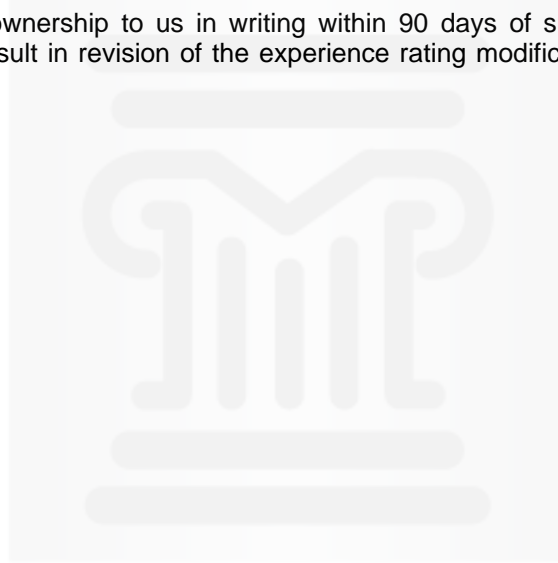 ownership to us in writing within 90 days of s
sult in revision of the experience rating modific